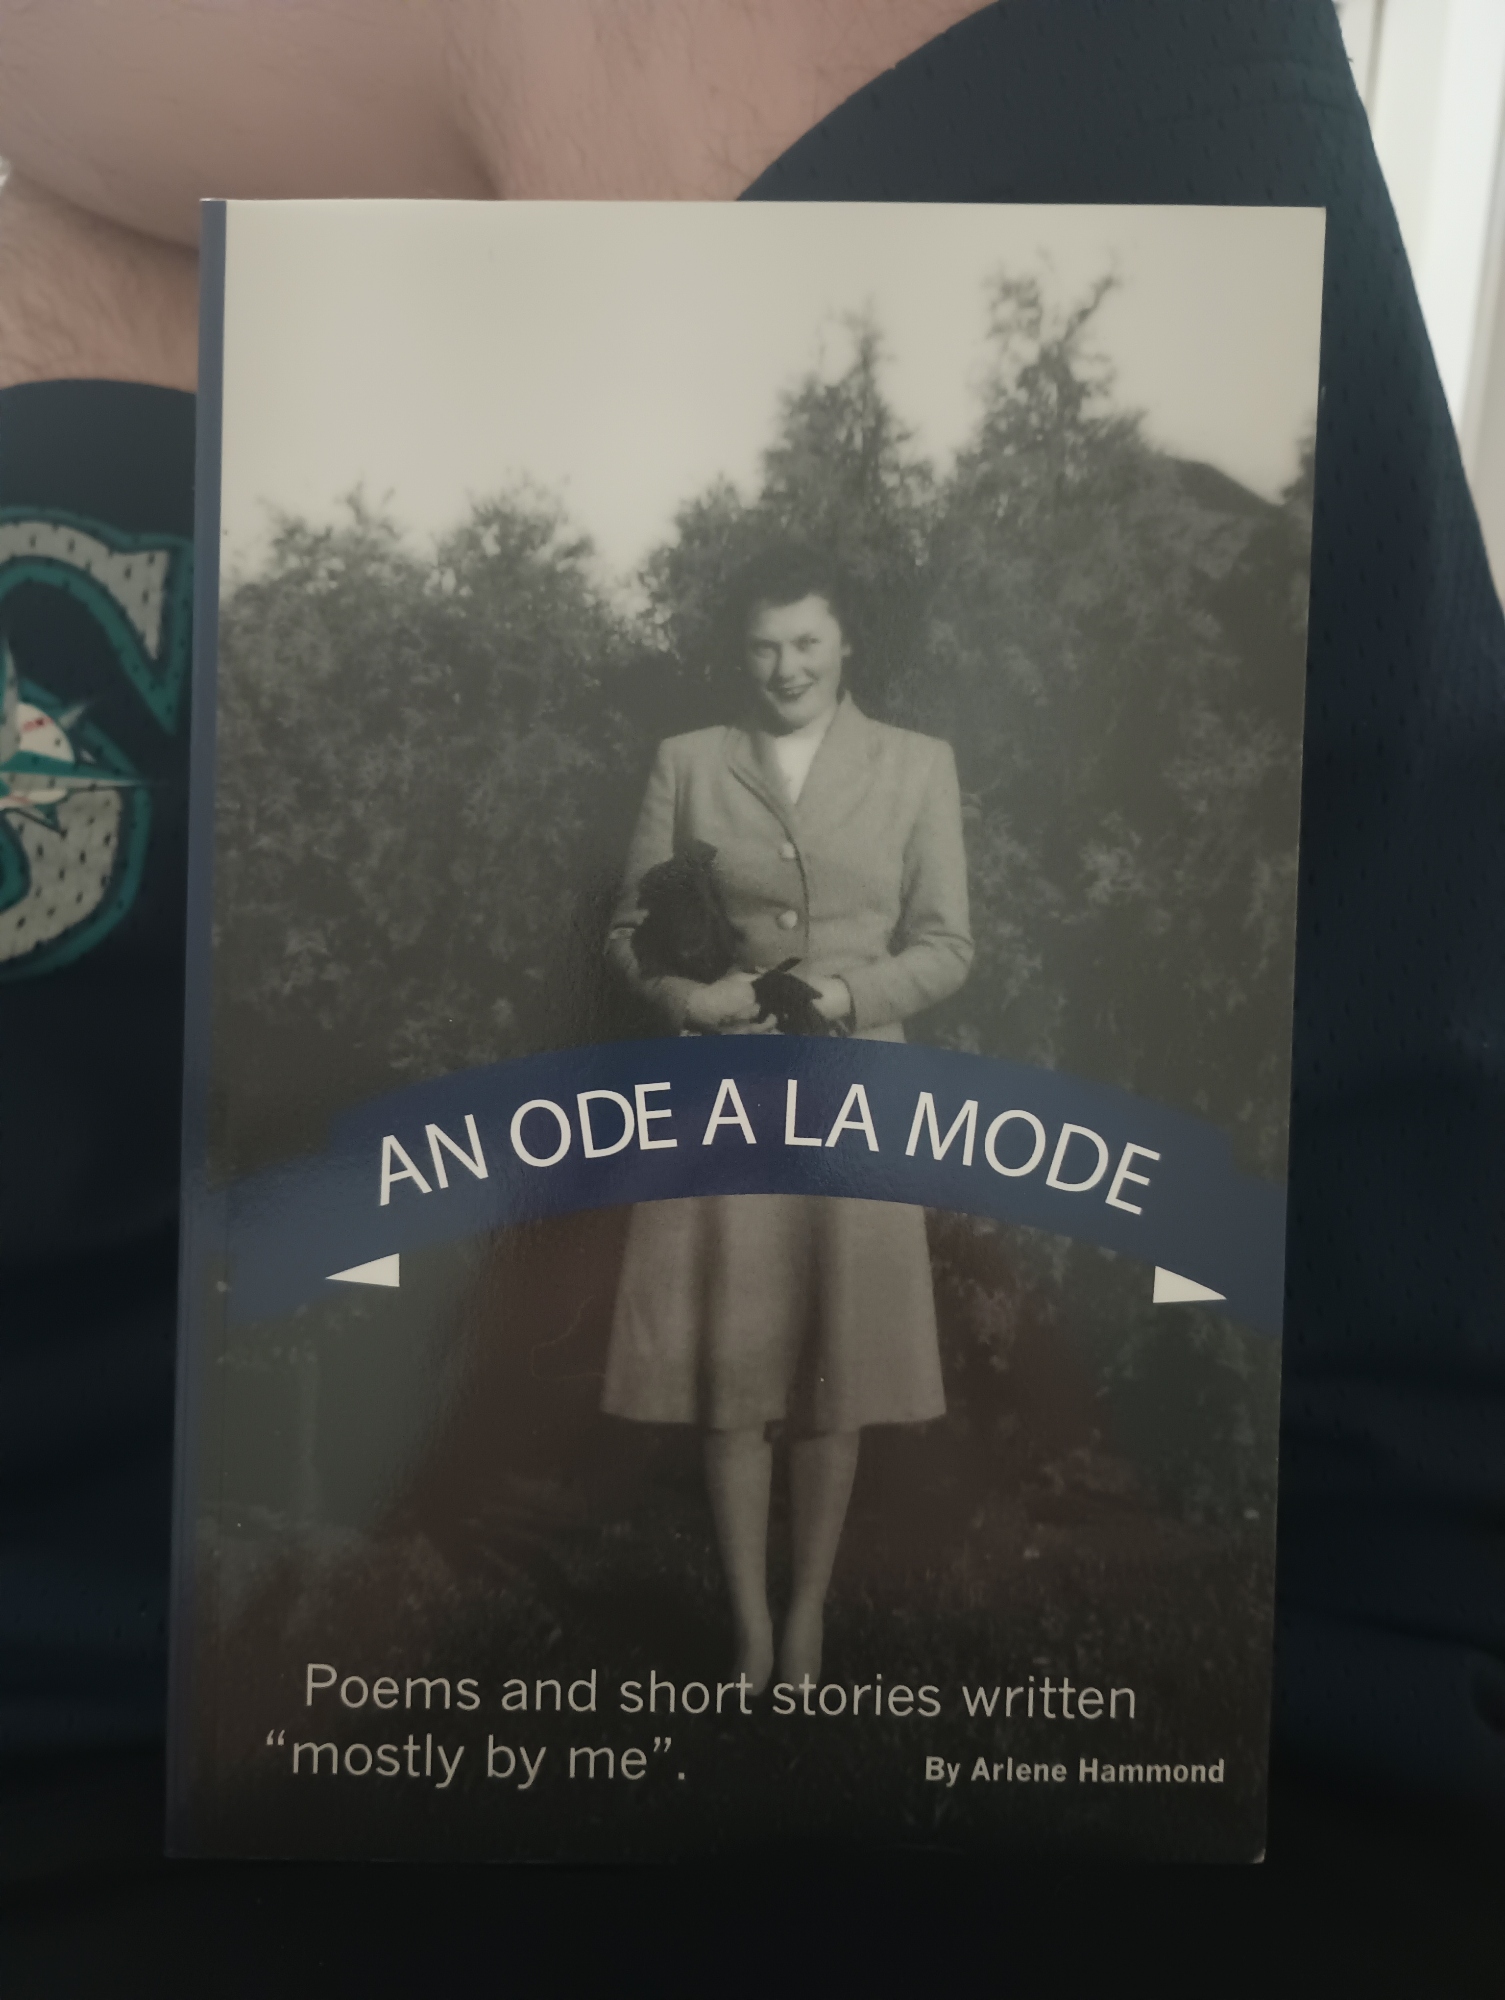 AN ODE A LA MODE
Poems and short stories written
“mostly by me”.
By Arlene Hammond